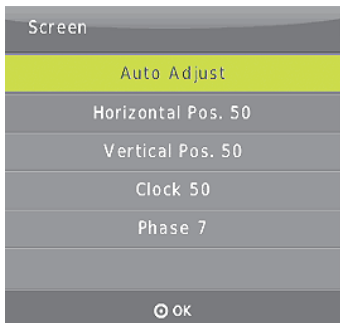 Screen
Auto Adjust
Horizontal Pos. 50
Vertical Pos. 50
Clock 50
Phase 7
OK